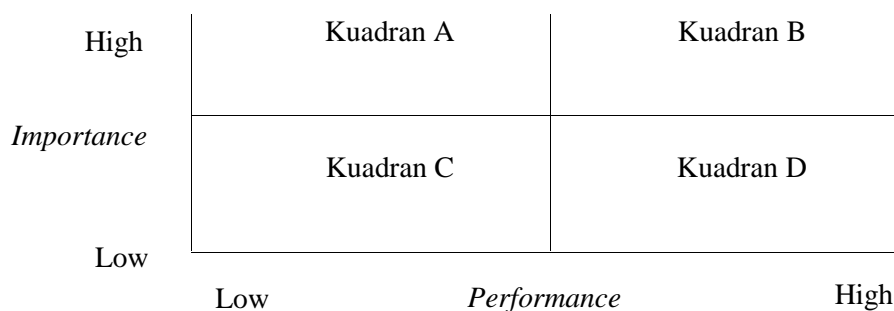 High
Kuadran A
Kuadran B
Importance
Kuadran C
Kuadran D
Low
Low
Performance
High